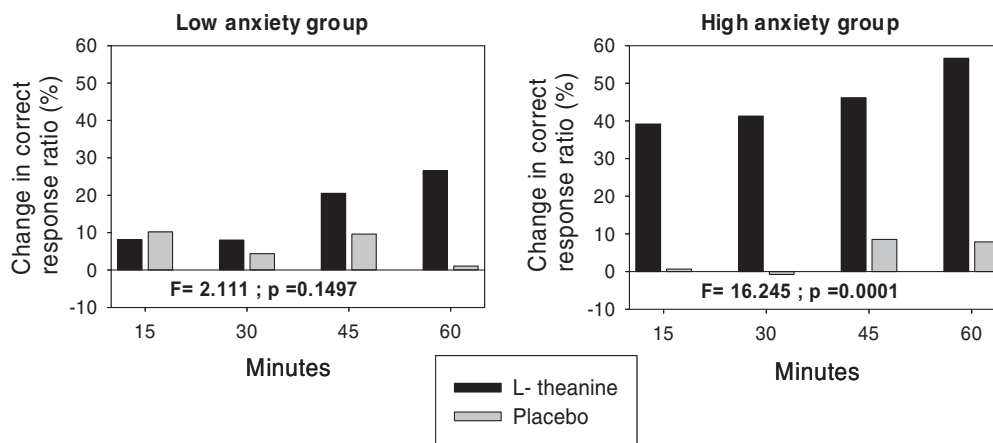 Low anxiety group
Change in correct
response ratio (%)
60
50
40
30
20
10
0
-10
F= 2.111 ; p =0.1497
15 30 45 60
Minutes
High anxiety group
Change in correct
response ratio (%)
60
50
40
30
20
10
0
-10
F= 16.245 ; p =0.0001
15 30 45 60
Minutes
L- theanine
Placebo